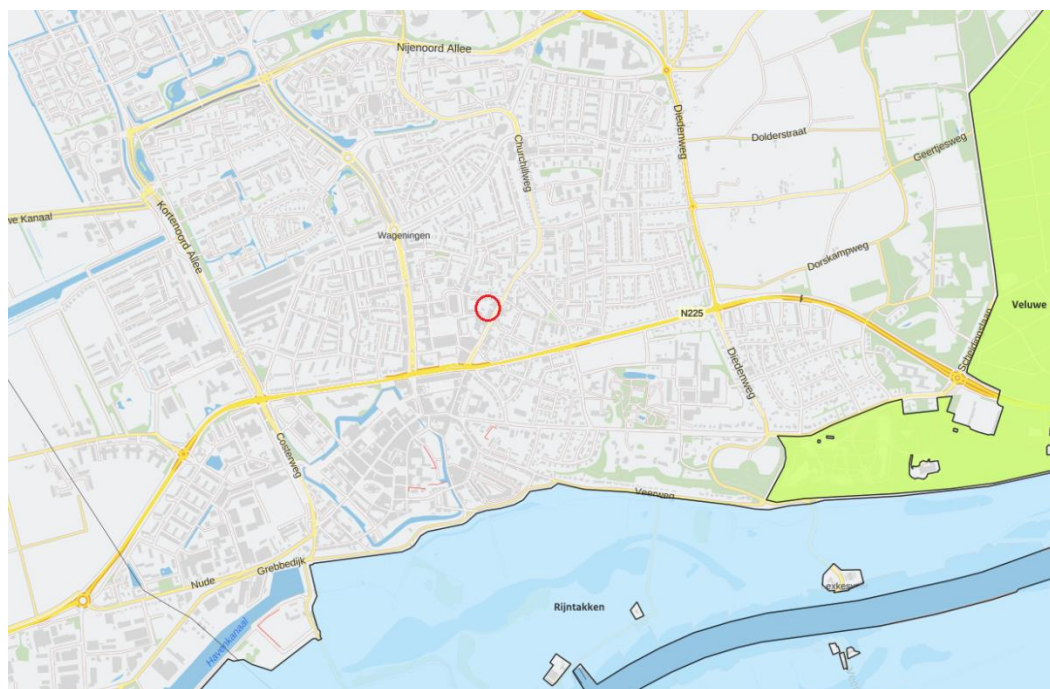 Nijenoord Allee
Diedenweg
Dolderstraat
Churchillweg
Geertjesweg
we Kanaal
Kortenoord Allee
Wageningen
Dorskampweg
N225
Veluwe
Scheidingslaan
Diedenweg
Costerweg
Veerweg
Nude
Grebbedijk
Rijntakken
Havenkanaal